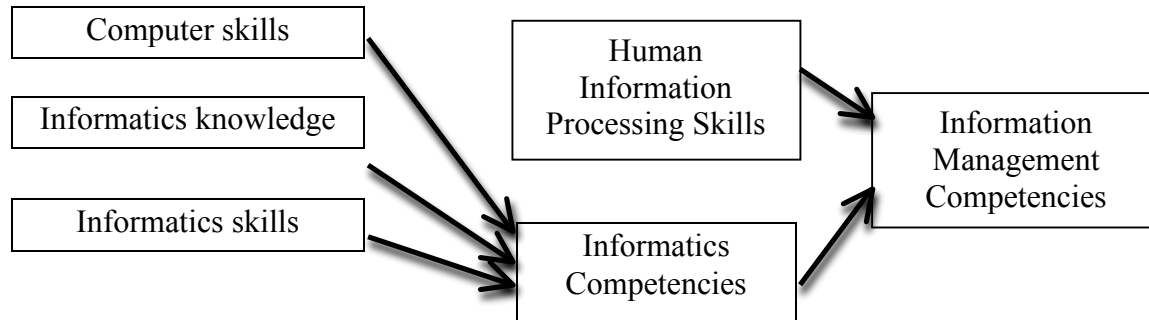 Computer skills
Informatics knowledge
Informatics skills
Human
Information
Processing Skills
Informatics
Competencies
Information
Management
Competencies